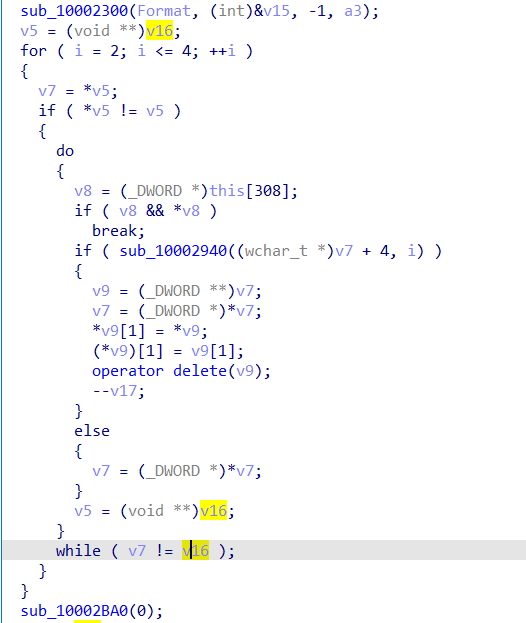 sub_10002300(Format, (int)&v15, -1, a3);
v5 = (void **)v16;
for ( i = 2; i <= 4; ++i )
{
v7 = *v5;
if ( *v5 != v5 )
{
do
{
v8 = (_DWORD *)this[308];
if ( v8 && *v8 )
break;
if ( sub_10002940((wchar_t *)v7 + 4, i) )
{
v9 = (_DWORD **)v7;
v7 = (_DWORD *)*v7;
*v9[1] = *v9;
(*v9)[1] = v9[1];
operator delete(v9);
--v17;
}
else
{
v7 = (_DWORD *)*v7;
}
v5 = (void **)v16;
}
while ( v7 != v16 );
}
}
sub_10002BA0(0);